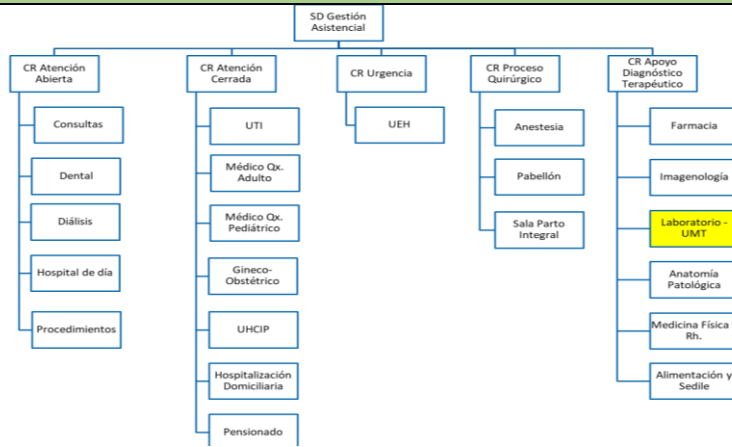 SD Gestión
Asistencial
CR Atención
Abierta
Consultas
Dental
Diálisis
Hospital de día
Procedimientos
CR Atención
Cerrada
UTI
Médico Qx.
Adulto
Médico Qx.
Pediátrico
Gineco-
Obstétrico
UHCIP
Hospitalización
Domiciliaria
Pensionado
CR Urgencia
UEH
CR Proceso
Quirúrgico
Anestesia
Pabellón
Sala Parto
Integral
CR Apoyo
Diagnóstico
Terapéutico
Farmacia
Imagenología
Laboratorio -
UMT
Anatomía
Patológica
Medicina Física
Rh.
Alimentación y
Sedile